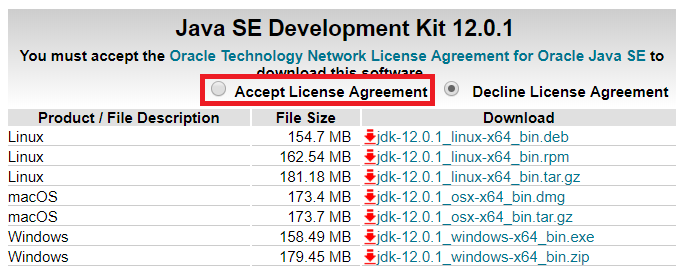 Java SE Development Kit 12.0.1
You must accept the Oracle Technology Network License Agreement for Oracle Java SE to
download this software.
Accept License Agreement Decline License Agreement
Product / File Description File Size Download
Linux 154.7 MB jdk-12.0.1_linux-x64_bin.deb
Linux 162.54 MB jdk-12.0.1_linux-x64_bin.rpm
Linux 181.18 MB jdk-12.0.1_linux-x64_bin.tar.gz
macOS 173.4 MB jdk-12.0.1_osx-x64_bin.dmg
macOS 173.7 MB jdk-12.0.1_osx-x64_bin.tar.gz
Windows 158.49 MB jdk-12.0.1_windows-x64_bin.exe
Windows 179.45 MB jdk-12.0.1_windows-x64_bin.zip